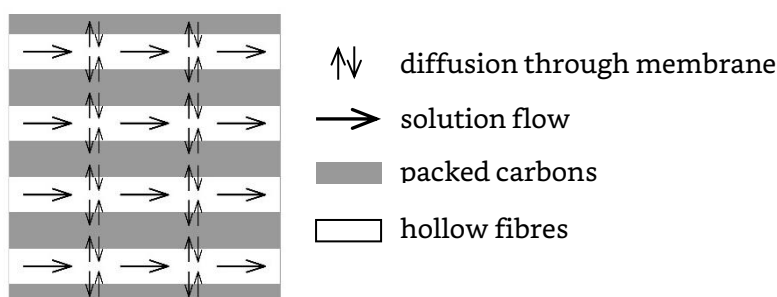 diffusion through membrane
solution flow
packed carbons
hollow fibres